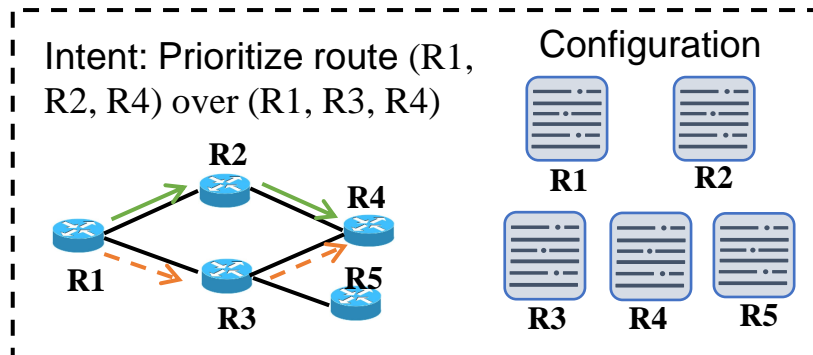 Intent: Prioritize route (R1,
R2, R4) over (R1, R3, R4)
Configuration
R2
R4
R1
R3
R5
R1
R2
R3
R4
R5